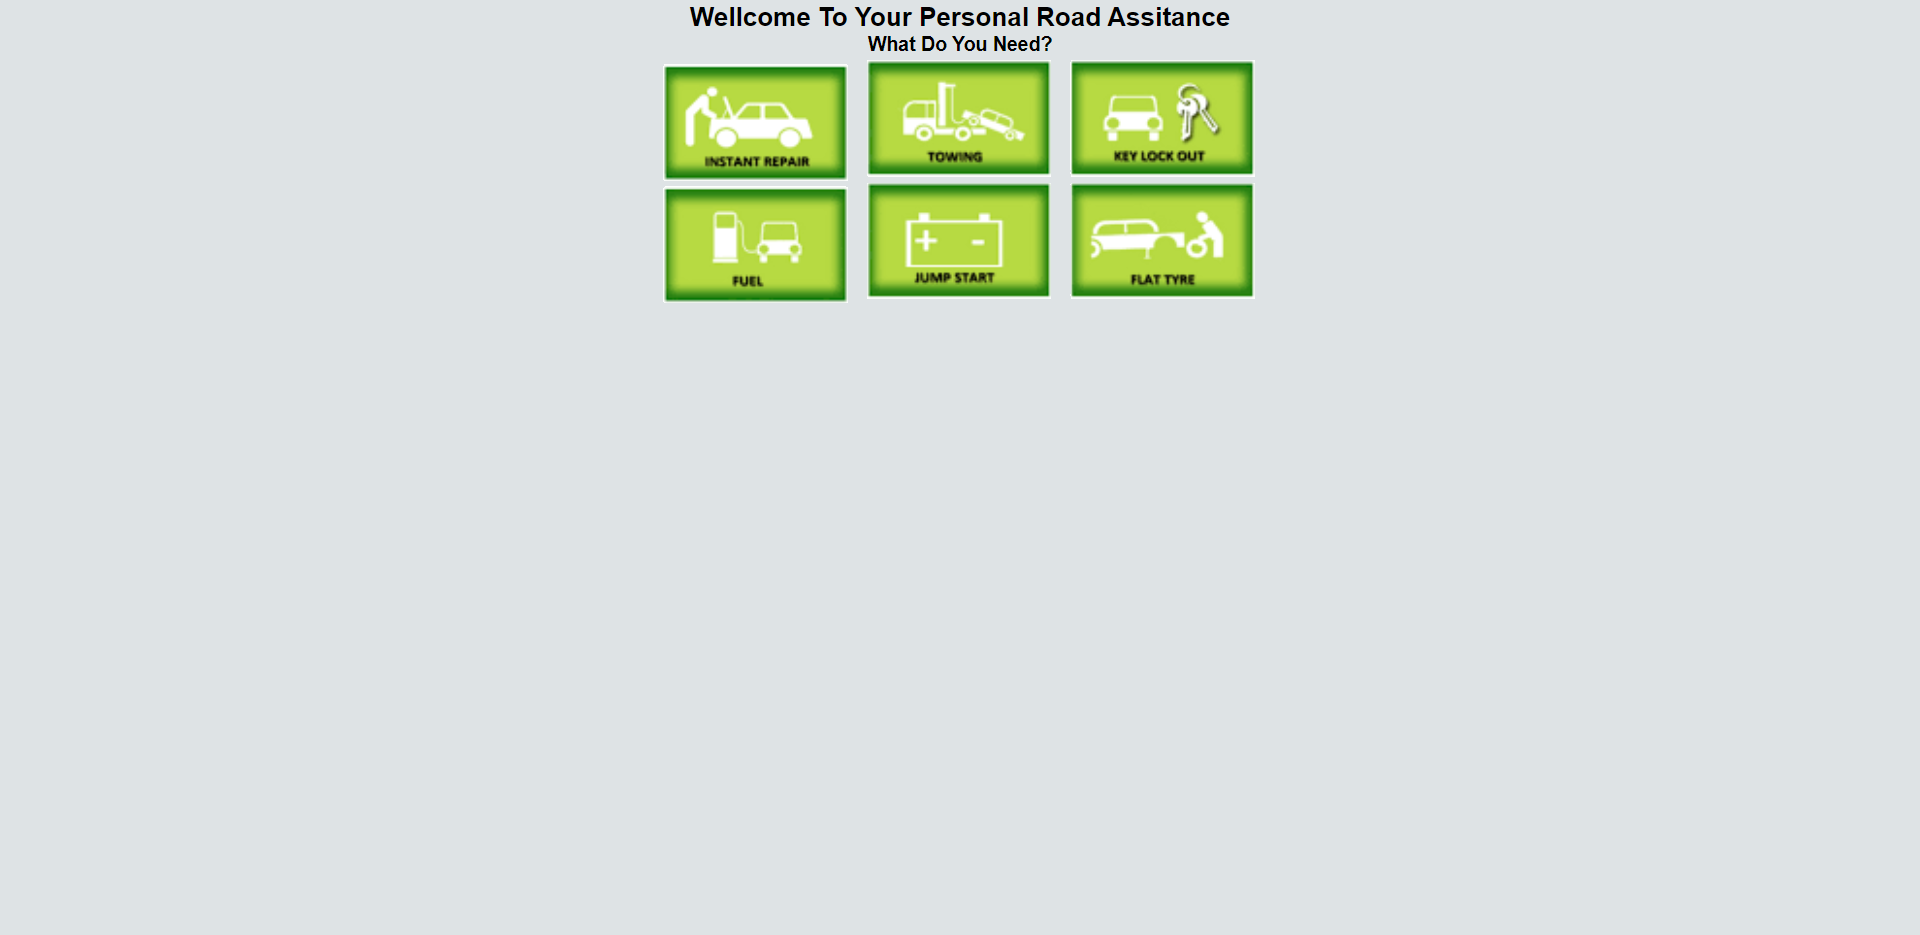 Wellcome To Your Personal Road Assitance
What Do You Need?
INSTANT REPAIR
TOWING
KEY LOCK OUT
FUEL
JUMP START
FLAT TYRE